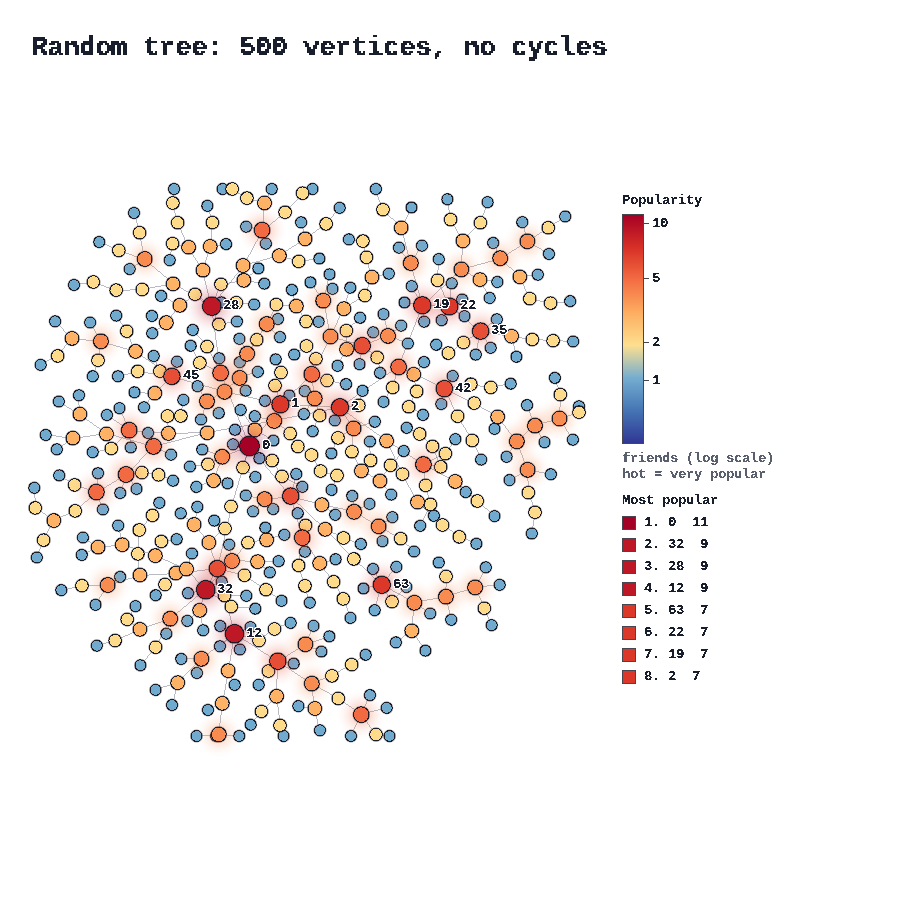 Random tree: 500 vertices, no cycles
Popularity
10
5
2
1
friends (log scale)
hot = very popular
Most popular
1. 0 11
2. 32 9
3. 28 9
4. 12 9
5. 63 7
6. 22 7
7. 19 7
8. 2 7
28
19
22
35
45
42
1
2
0
63
32
12